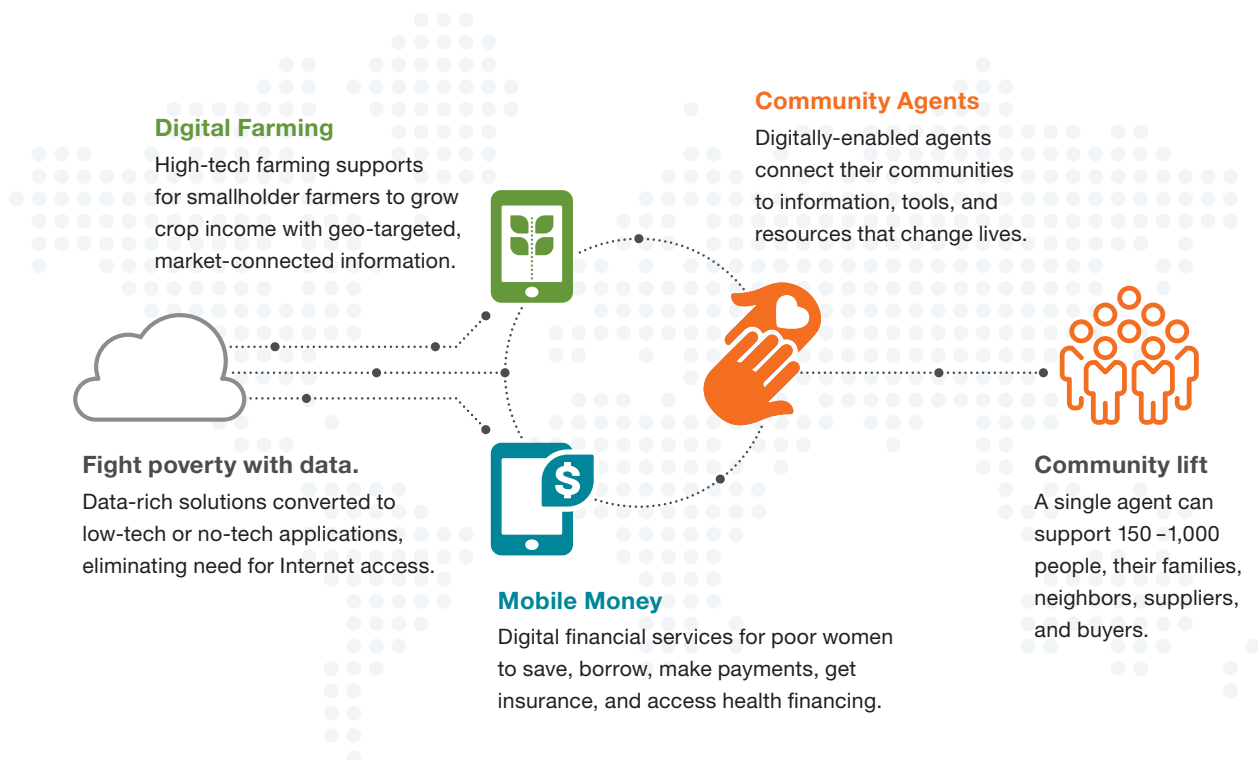 Digital Farming
High-tech farming supports
for smallholder farmers to grow
crop income with geo-targeted,
market-connected information.
Community Agents
Digitally-enabled agents
connect their communities
to information, tools, and
resources that change lives.
Fight poverty with data.
Data-rich solutions converted to
low-tech or no-tech applications,
eliminating need for Internet access.
$
Mobile Money
Digital financial services for poor women
to save, borrow, make payments, get
insurance, and access health financing.
Community lift
A single agent can
support 150–1,000
people, their families,
neighbors, suppliers,
and buyers.